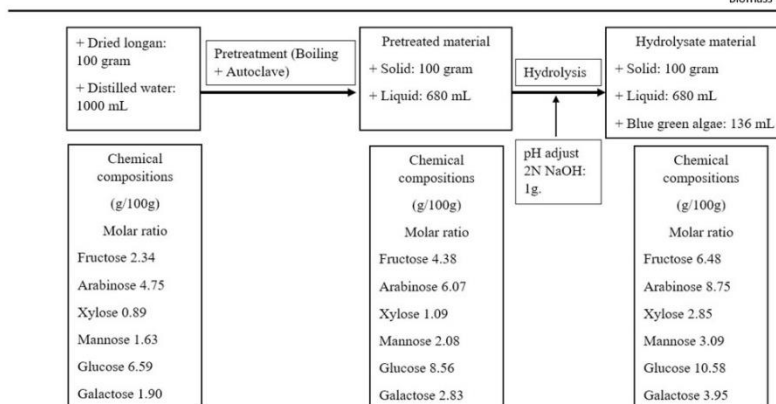 Biomass
+ Dried longan:
100 gram
+ Distilled water:
1000 mL
Pretreatment (Boiling
+ Autoclave)
Pretreated material
+ Solid: 100 gram
+ Liquid: 680 mL
Hydrolysis
Hydrolysate material
+ Solid: 100 gram
+ Liquid: 680 mL
+ Blue green algae: 136 mL
pH adjust
2N NaOH:
1g.
Chemical
compositions
(g/100g)
Molar ratio
Fructose 2.34
Arabinose 4.75
Xylose 0.89
Mannose 1.63
Glucose 6.59
Galactose 1.90
Chemical
compositions
(g/100g)
Molar ratio
Fructose 4.38
Arabinose 6.07
Xylose 1.09
Mannose 2.08
Glucose 8.56
Galactose 2.83
Chemical
compositions
(g/100g)
Molar ratio
Fructose 6.48
Arabinose 8.75
Xylose 2.85
Mannose 3.09
Glucose 10.58
Galactose 3.95